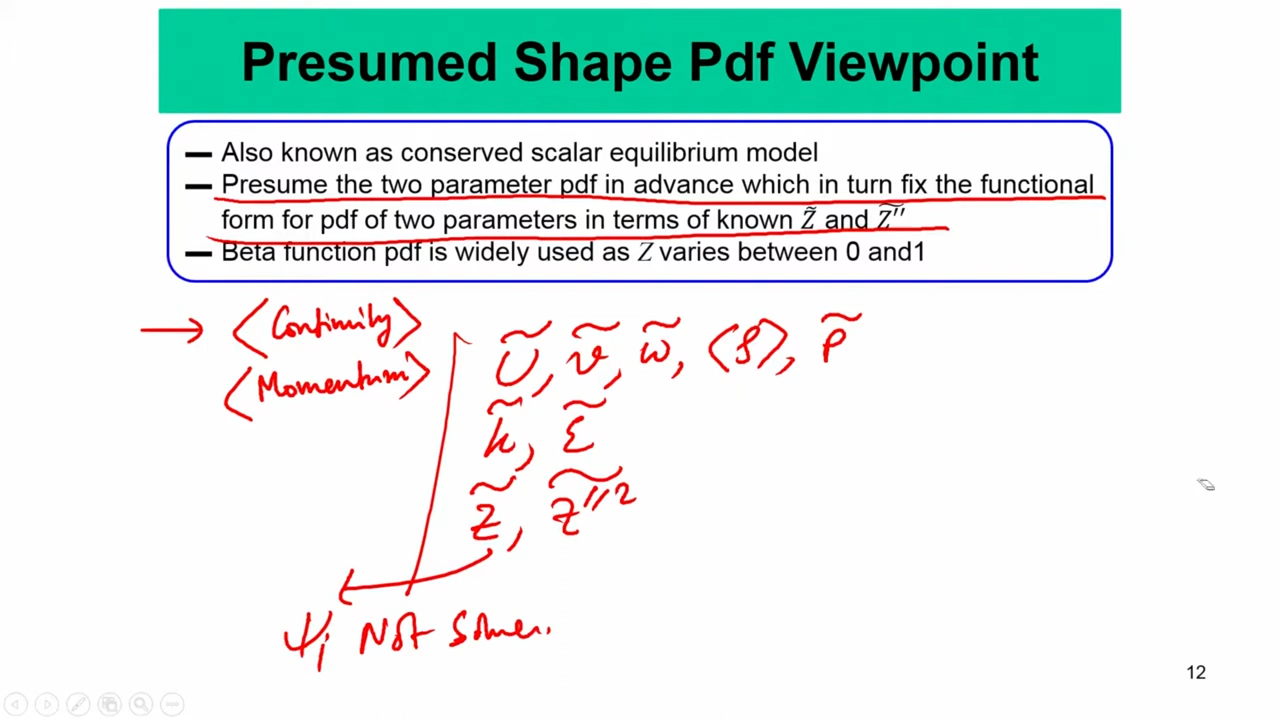 Presumed Shape Pdf Viewpoint
— Also known as conserved scalar equilibrium model
— Presume the two parameter pdf in advance which in turn fix the functional
form for pdf of two parameters in terms of known Z̃ and Z̃′′
— Beta function pdf is widely used as Z varies between 0 and1
→ ⟨Continuity⟩
⟨Momentum⟩
Ũ, ṽ, w̃, ⟨ρ⟩, p̃
k̃, ε̃
Z̃, Z̃′′²
ψi Not
12